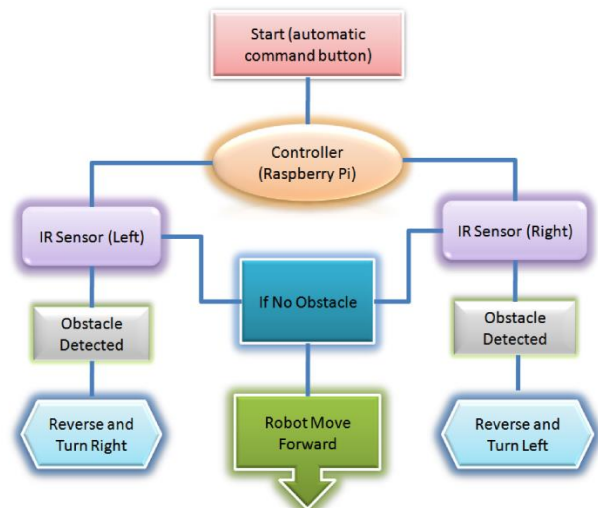 Start (automatic
command button)
Controller
(Raspberry Pi)
IR Sensor (Left)
IR Sensor (Right)
If No Obstacle
Obstacle
Detected
Obstacle
Detected
Reverse and
Turn Right
Robot Move
Forward
Reverse and
Turn Left